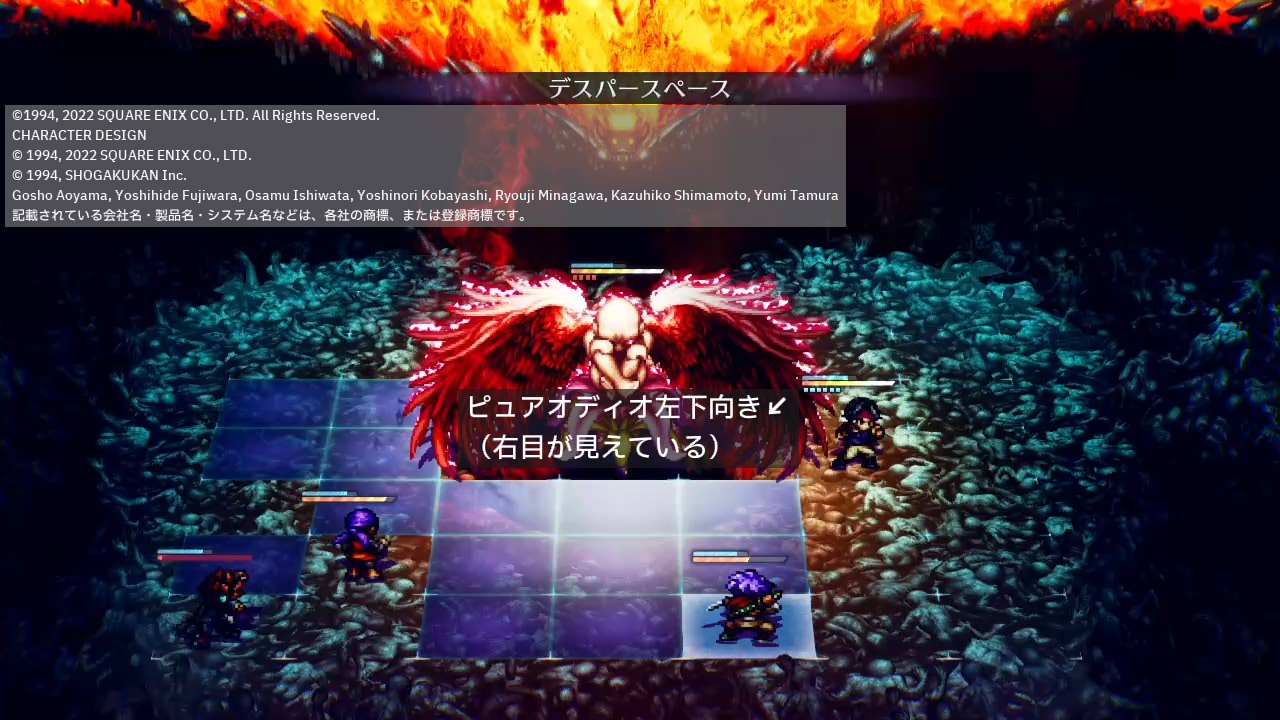 デスパースペース
©1994, 2022 SQUARE ENIX CO., LTD. All Rights Reserved.
CHARACTER DESIGN
© 1994, 2022 SQUARE ENIX CO., LTD.
© 1994, SHOGAKUKAN Inc.
Gosho Aoyama, Yoshihide Fujiwara, Osamu Ishiwata, Yoshinori Kobayashi, Ryouji Minagawa, Kazuhiko Shimamoto, Yumi Tamura
記載されている会社名・製品名・システム名などは、各社の商標、または登録商標です。
ピュアオディオ左下向き↙
（右目が見えている）